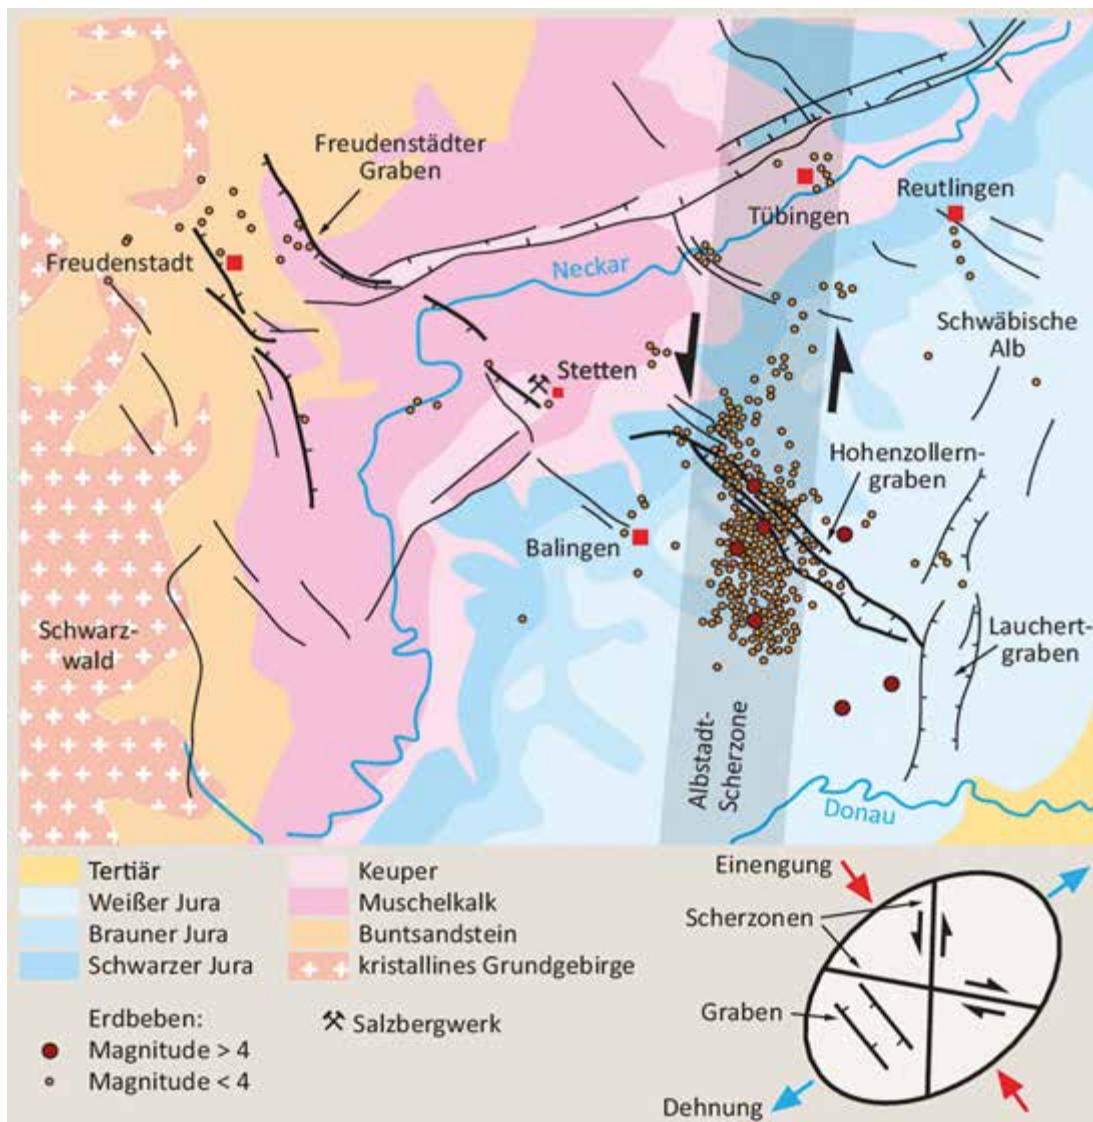 Freudenstädter
Graben
Reutlingen
Tübingen
Freudenstadt
Neckar
Schwäbische
Alb
Stetten
Hohenzollern-
graben
Balingen
Schwarz-
wald
Lauchert-
graben
Albstadt-
Scherzone
Donau
Tertiär
Weißer Jura
Brauner Jura
Schwarzer Jura
Keuper
Muschelkalk
Buntsandstein
kristallines Grundgebirge
Erdbeben:
Magnitude > 4
Magnitude < 4
Salzbergwerk
Einengung
Scherzonen
Graben
Dehnung